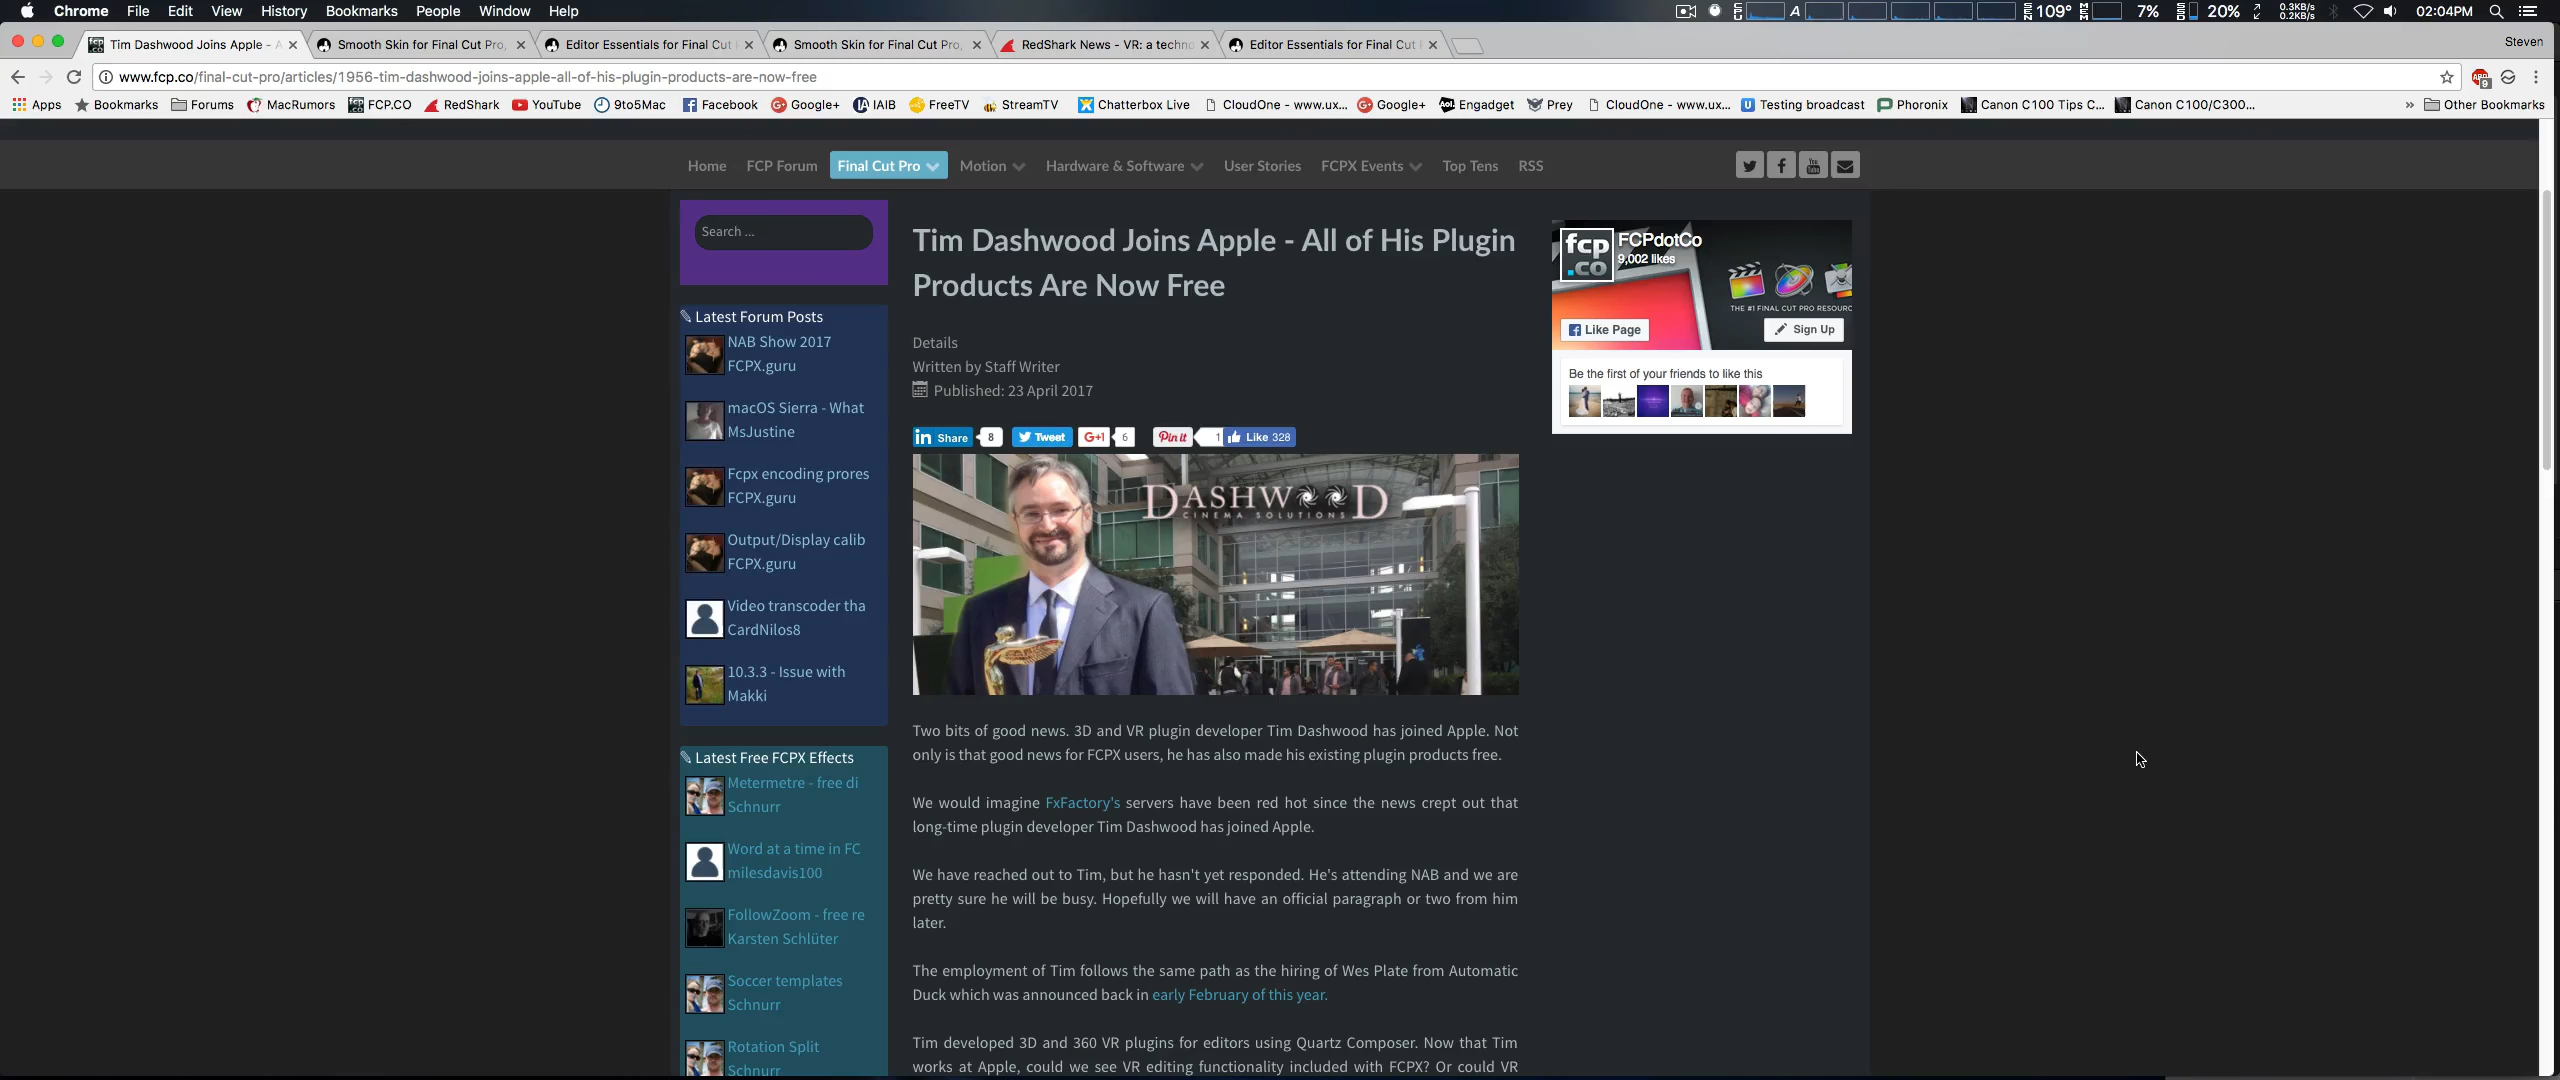 Chrome File Edit View History Bookmarks People Window Help
A 109° 7% 20% 0.3KB/s 0.2KB/s 02:04PM
Tim Dashwood Joins Apple - A
Smooth Skin for Final Cut Pro,
Editor Essentials for Final Cut
Smooth Skin for Final Cut Pro,
RedShark News - VR: a techno
Editor Essentials for Final Cut
Steven
www.fcp.co/final-cut-pro/articles/1956-tim-dashwood-joins-apple-all-of-his-plugin-products-are-now-free
Apps Bookmarks Forums MacRumors FCP.CO RedShark YouTube 9to5Mac Facebook Google+ IAIB FreeTV StreamTV Chatterbox Live CloudOne - www.ux... Google+ Engadget Prey CloudOne - www.ux... Testing broadcast Phoronix Canon C100 Tips C... Canon C100/C300... » Other Bookmarks
Home FCP Forum Final Cut Pro Motion Hardware & Software User Stories FCPX Events Top Tens RSS
Search ...
Latest Forum Posts
NAB Show 2017
FCPX.guru
macOS Sierra - What
MsJustine
Fcpx encoding prores
FCPX.guru
Output/Display calib
FCPX.guru
Video transcoder tha
CardNilos8
10.3.3 - Issue with
Makki
Latest Free FCPX Effects
Metermetre - free di
Schnurr
Word at a time in FC
milesdavis100
FollowZoom - free re
Karsten Schlüter
Soccer templates
Schnurr
Rotation Split
Schnurr
Tim Dashwood Joins Apple - All of His Plugin
Products Are Now Free
Details
Written by Staff Writer
Published: 23 April 2017
in Share 8 Tweet G+1 6 Pin it 1 Like 328
DASHWOOD
CINEMA SOLUTIONS
Two bits of good news. 3D and VR plugin developer Tim Dashwood has joined Apple. Not
only is that good news for FCPX users, he has also made his existing plugin products free.
We would imagine FxFactory's servers have been red hot since the news crept out that
long-time plugin developer Tim Dashwood has joined Apple.
We have reached out to Tim, but he hasn't yet responded. He's attending NAB and we are
pretty sure he will be busy. Hopefully we will have an official paragraph or two from him
later.
The employment of Tim follows the same path as the hiring of Wes Plate from Automatic
Duck which was announced back in early February of this year.
Tim developed 3D and 360 VR plugins for editors using Quartz Composer. Now that Tim
works at Apple, could we see VR editing functionality included with FCPX? Or could VR
fcp
.co
FCPdotCo
9,002 likes
THE #1 FINAL CUT PRO RESOURC
Like Page
Sign Up
Be the first of your friends to like this